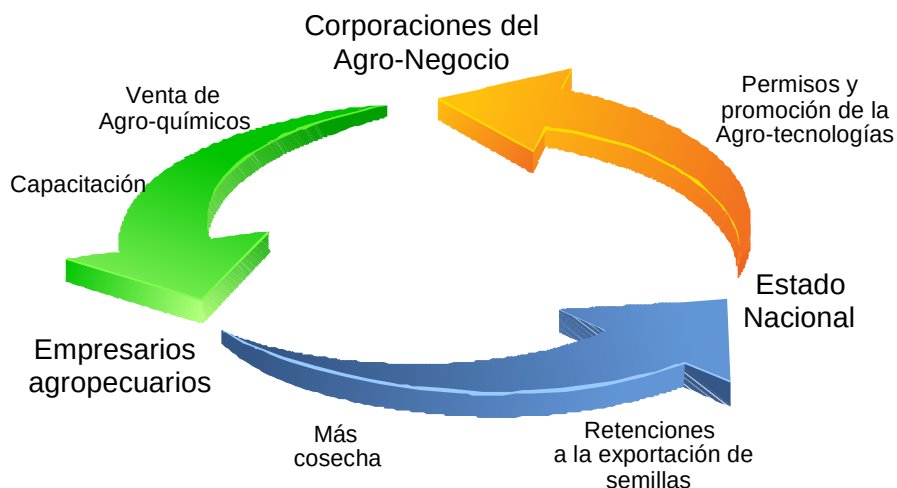 Corporaciones del
Agro-Negocio
Venta de
Agro-químicos
Capacitación
Permisos y
promoción de la
Agro-tecnologías
Estado
Nacional
Empresarios
agropecuarios
Más
cosecha
Retenciones
a la exportación de
semillas